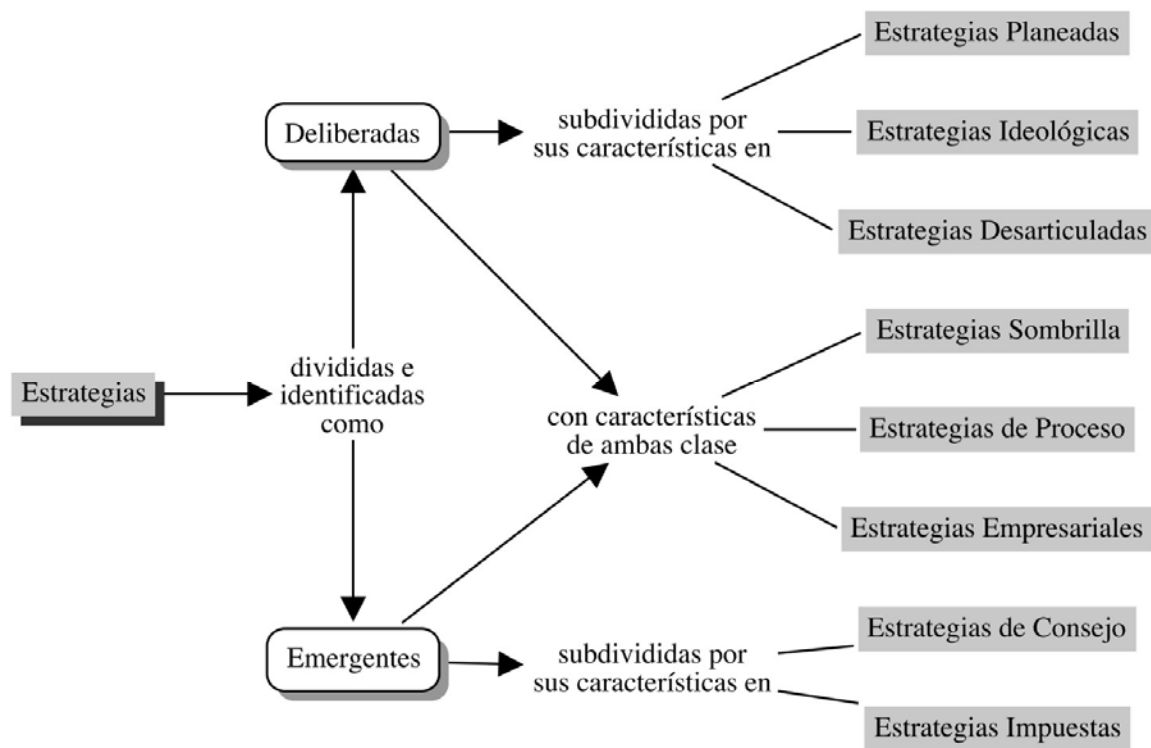 Estrategias
divididas e
identificadas
como
Deliberadas
subdivididas por
sus características en
Estrategias Planeadas
Estrategias Ideológicas
Estrategias Desarticuladas
con características
de ambas clase
Estrategias Sombrilla
Estrategias de Proceso
Estrategias Empresariales
Emergentes
subdivididas por
sus características en
Estrategias de Consejo
Estrategias Impuestas